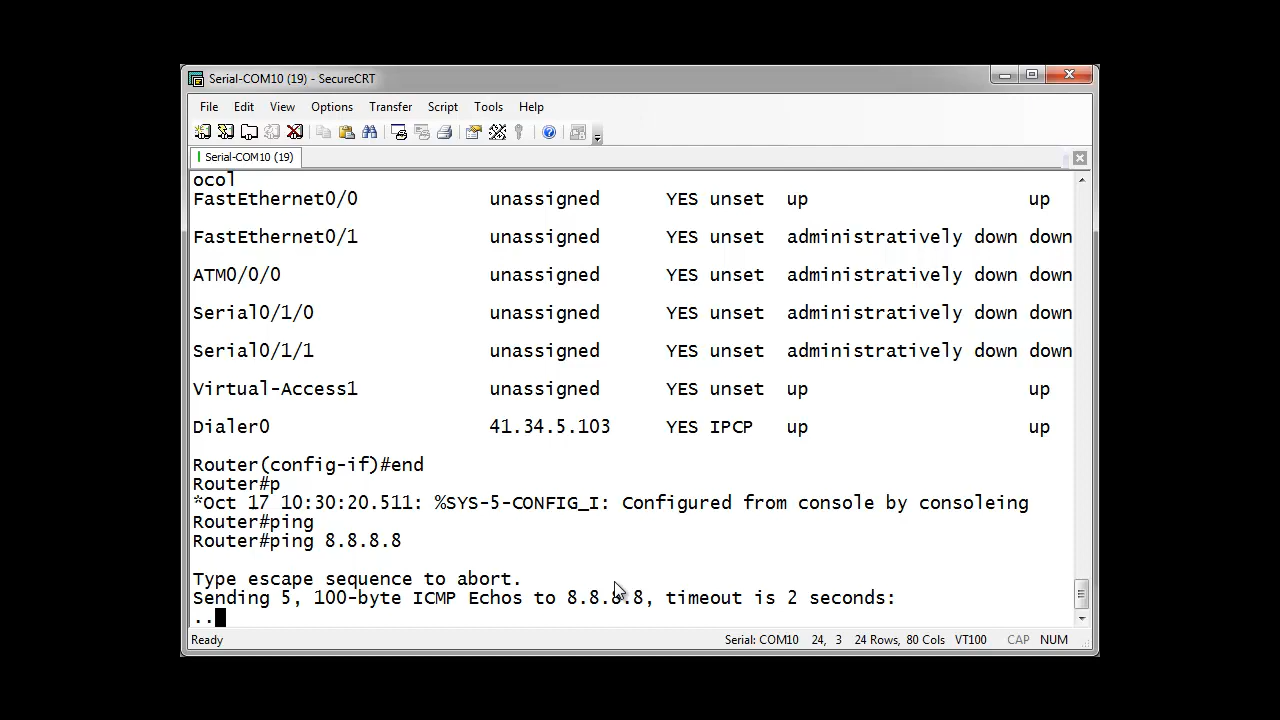 Serial-COM10 (19) - SecureCRT
File Edit View Options Transfer Script Tools Help
Serial-COM10 (19)
ocol
FastEthernet0/0 unassigned YES unset up up
FastEthernet0/1 unassigned YES unset administratively down down
ATM0/0/0 unassigned YES unset administratively down down
Serial0/1/0 unassigned YES unset administratively down down
Serial0/1/1 unassigned YES unset administratively down down
Virtual-Access1 unassigned YES unset up up
Dialer0 41.34.5.103 YES IPCP up up
Router(config-if)#end
Router#p
*Oct 17 10:30:20.511: %SYS-5-CONFIG_I: Configured from console by consoleing
Router#ping
Router#ping 8.8.8.8
Type escape sequence to abort.
Sending 5, 100-byte ICMP Echos to 8.8.8.8, timeout is 2 seconds:
..
Ready Serial: COM10 24, 3 24 Rows, 80 Cols VT100 CAP NUM